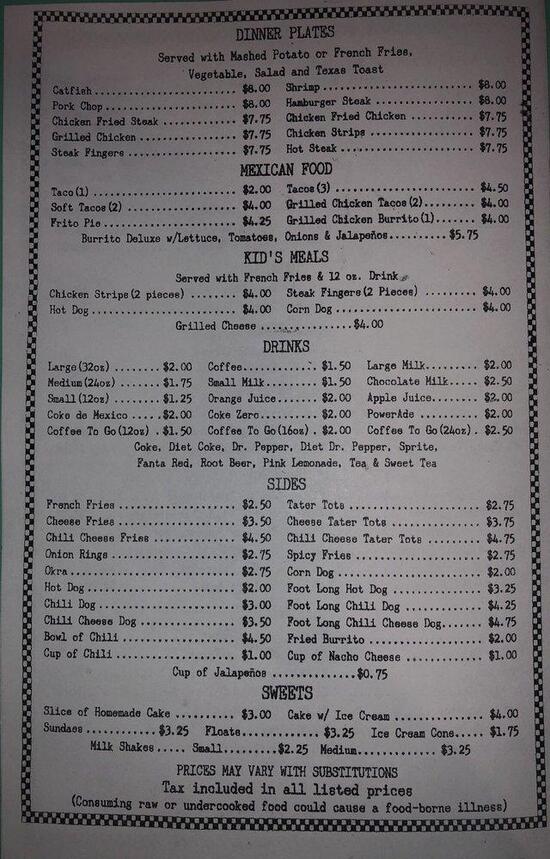 DINNER PLATES
Served with Mashed Potato or French Fries,
Vegetable, Salad and Texas Toast
Catfish ........................ $8.00 Shrimp .......................... $8.00
Pork Chop ...................... $8.00 Hamburger Steak ................. $8.00
Chicken Fried Steak ............ $7.75 Chicken Fried Chicken ........... $7.75
Grilled Chicken ................ $7.75 Chicken Strips .................. $7.75
Steak Fingers .................. $7.75 Hot Steak ....................... $7.75
MEXICAN FOOD
Taco(1) ........................ $2.00 Tacos(3) ........................ $4.50
Soft Tacos(2) .................. $4.00 Grilled Chicken Tacos(2) ........ $4.00
Frito Pie ...................... $4.25 Grilled Chicken Burrito(1) ...... $4.00
Burrito Deluxe w/Lettuce, Tomatoes, Onions & Jalapeños .......... $5.75
KID'S MEALS
Served with French Fries & 12 oz. Drink
Chicken Strips(2 pieces) ........ $4.00 Steak Fingers(2 Pieces) ......... $4.00
Hot Dog ........................ $4.00 Corn Dog ........................ $4.00
Grilled Cheese ............... $4.00
DRINKS
Large(32oz) ........ $2.00 Coffee ............ $1.50 Large Milk ......... $2.00
Medium(24oz) ....... $1.75 Small Milk ......... $1.50 Chocolate Milk ..... $2.50
Small(12oz) ........ $1.25 Orange Juice ....... $2.00 Apple Juice ........ $2.00
Coke de Mexico ..... $2.00 Coke Zero .......... $2.00 PowerAde ........... $2.00
Coffee To Go(12oz) . $1.50 Coffee To Go(16oz) . $2.00 Coffee To Go(24oz) . $2.50
Coke, Diet Coke, Dr. Pepper, Diet Dr. Pepper, Sprite,
Fanta Red, Root Beer, Pink Lemonade, Tea & Sweet Tea
SIDES
French Fries .................... $2.50 Tater Tots ...................... $2.75
Cheese Fries .................... $3.50 Cheese Tater Tots ............... $3.75
Chili Cheese Fries .............. $4.50 Chili Cheese Tater Tots ......... $4.75
Onion Rings ..................... $2.75 Spicy Fries ..................... $2.75
Okra ............................ $2.75 Corn Dog ........................ $2.00
Hot Dog ......................... $2.00 Foot Long Hot Dog ............... $3.25
Chili Dog ....................... $3.00 Foot Long Chili Dog ............. $4.25
Chili Cheese Dog ................ $3.50 Foot Long Chili Cheese Dog ...... $4.75
Bowl of Chili ................... $4.50 Fried Burrito ................... $2.00
Cup of Chili .................... $1.00 Cup of Nacho Cheese ............. $1.00
Cup of Jalapeños .............. $0.75
SWEETS
Slice of Homemade Cake .......... $3.00 Cake w/ Ice Cream ............... $4.00
Sundaes ........... $3.25 Floats .............. $3.25 Ice Cream Cone ..... $1.75
Milk Shakes ..... Small ......... $2.25 Medium .............. $3.25
PRICES MAY VARY WITH SUBSTITUTIONS
Tax included in all listed prices
(Consuming raw or undercooked food could cause a food-borne illness)